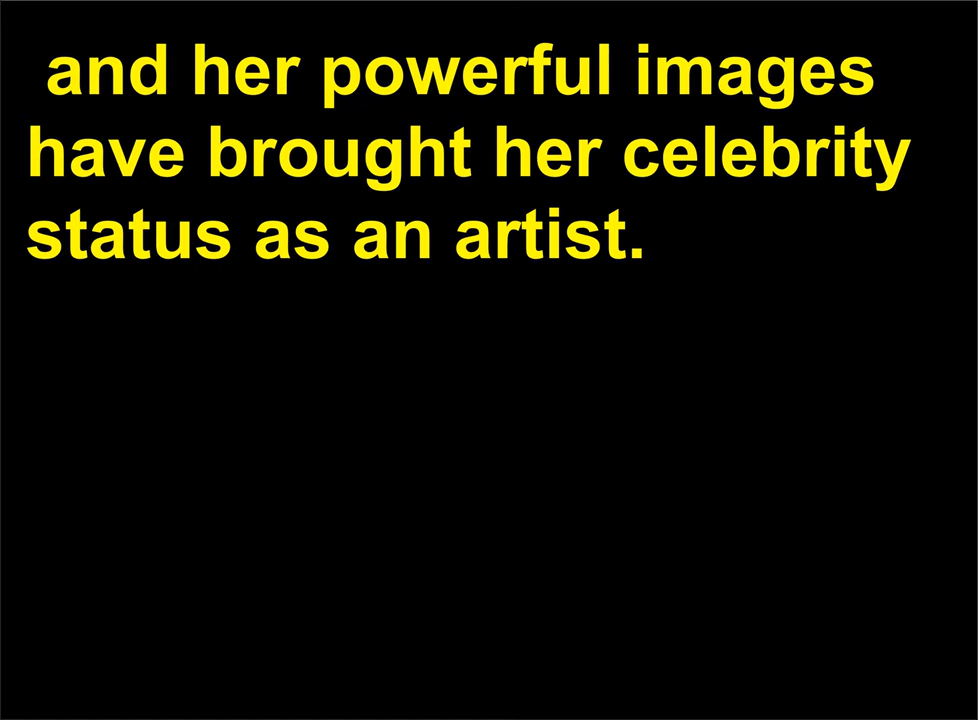 and her powerful images
have brought her celebrity
status as an artist.